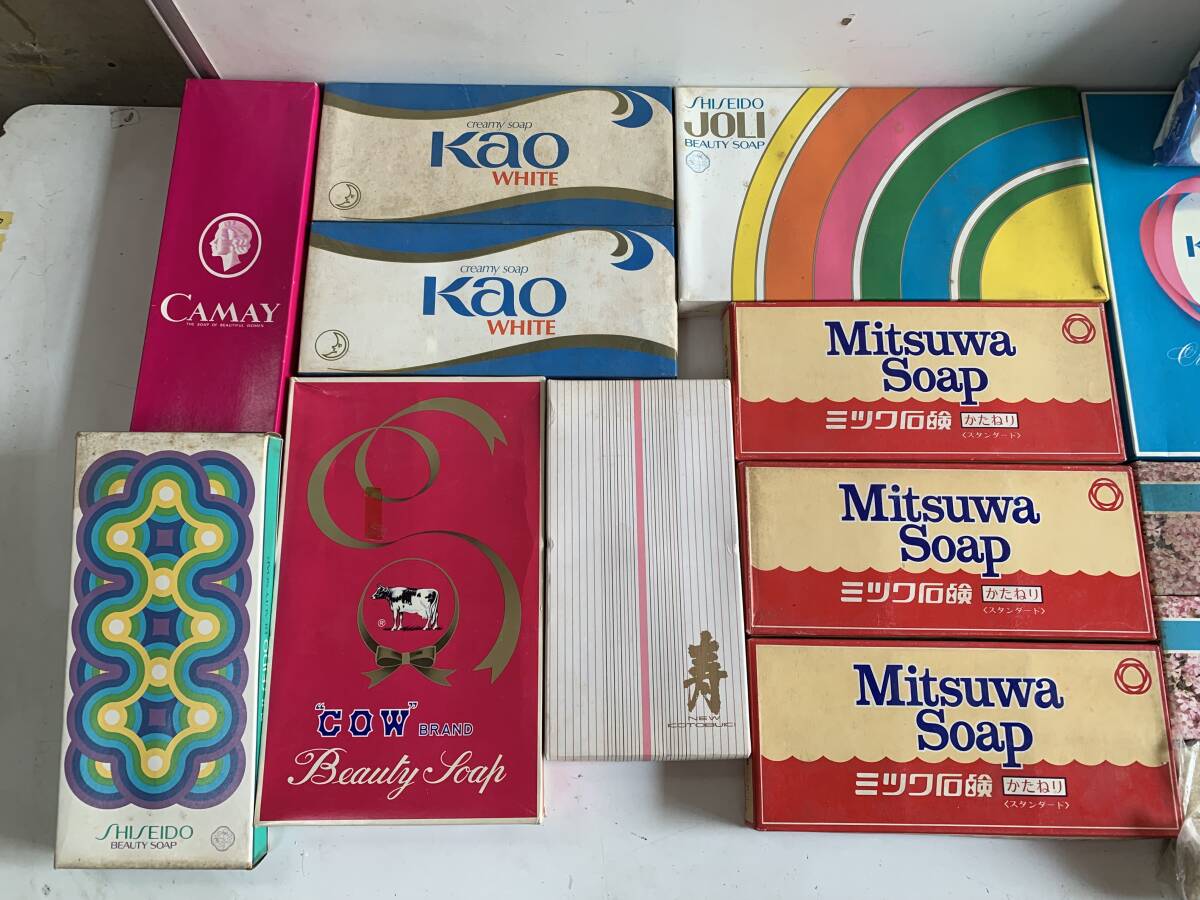 CAMAY
THE SOAP OF BEAUTIFUL WOMEN
creamy soap
Kao
WHITE
creamy soap
Kao
WHITE
SHISEIDO
JOLI
BEAUTY SOAP
Mitsuwa
Soap
ミツワ石鹸 かたねり
〈スタンダード〉
Mitsuwa
Soap
ミツワ石鹸 かたねり
〈スタンダード〉
Mitsuwa
Soap
ミツワ石鹸 かたねり
〈スタンダード〉
SHISEIDO
BEAUTY SOAP
®
"COW" BRAND
Beauty Soap
寿
NEW
KOTOBUKI